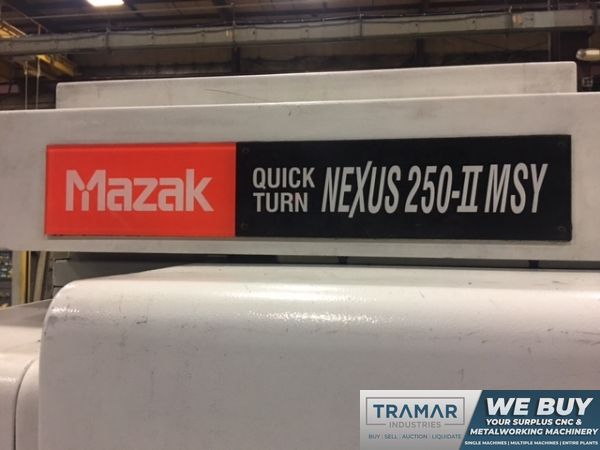 Mazak
QUICK TURN NEXUS 250-II MSY
TRAMAR
INDUSTRIES
BUY | SELL | AUCTION | LIQUIDATE
WE BUY
YOUR SURPLUS CNC &
METALWORKING MACHINERY
SINGLE MACHINES | MULTIPLE MACHINES | ENTIRE PLANTS